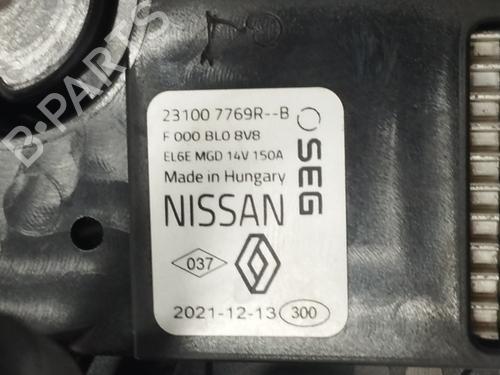 B-PARTS
23100 7769R--B
F 000 BL0 8V8
EL6E MGD 14V 150A
Made in Hungary
NISSAN
SEG
037
2021-12-13 300